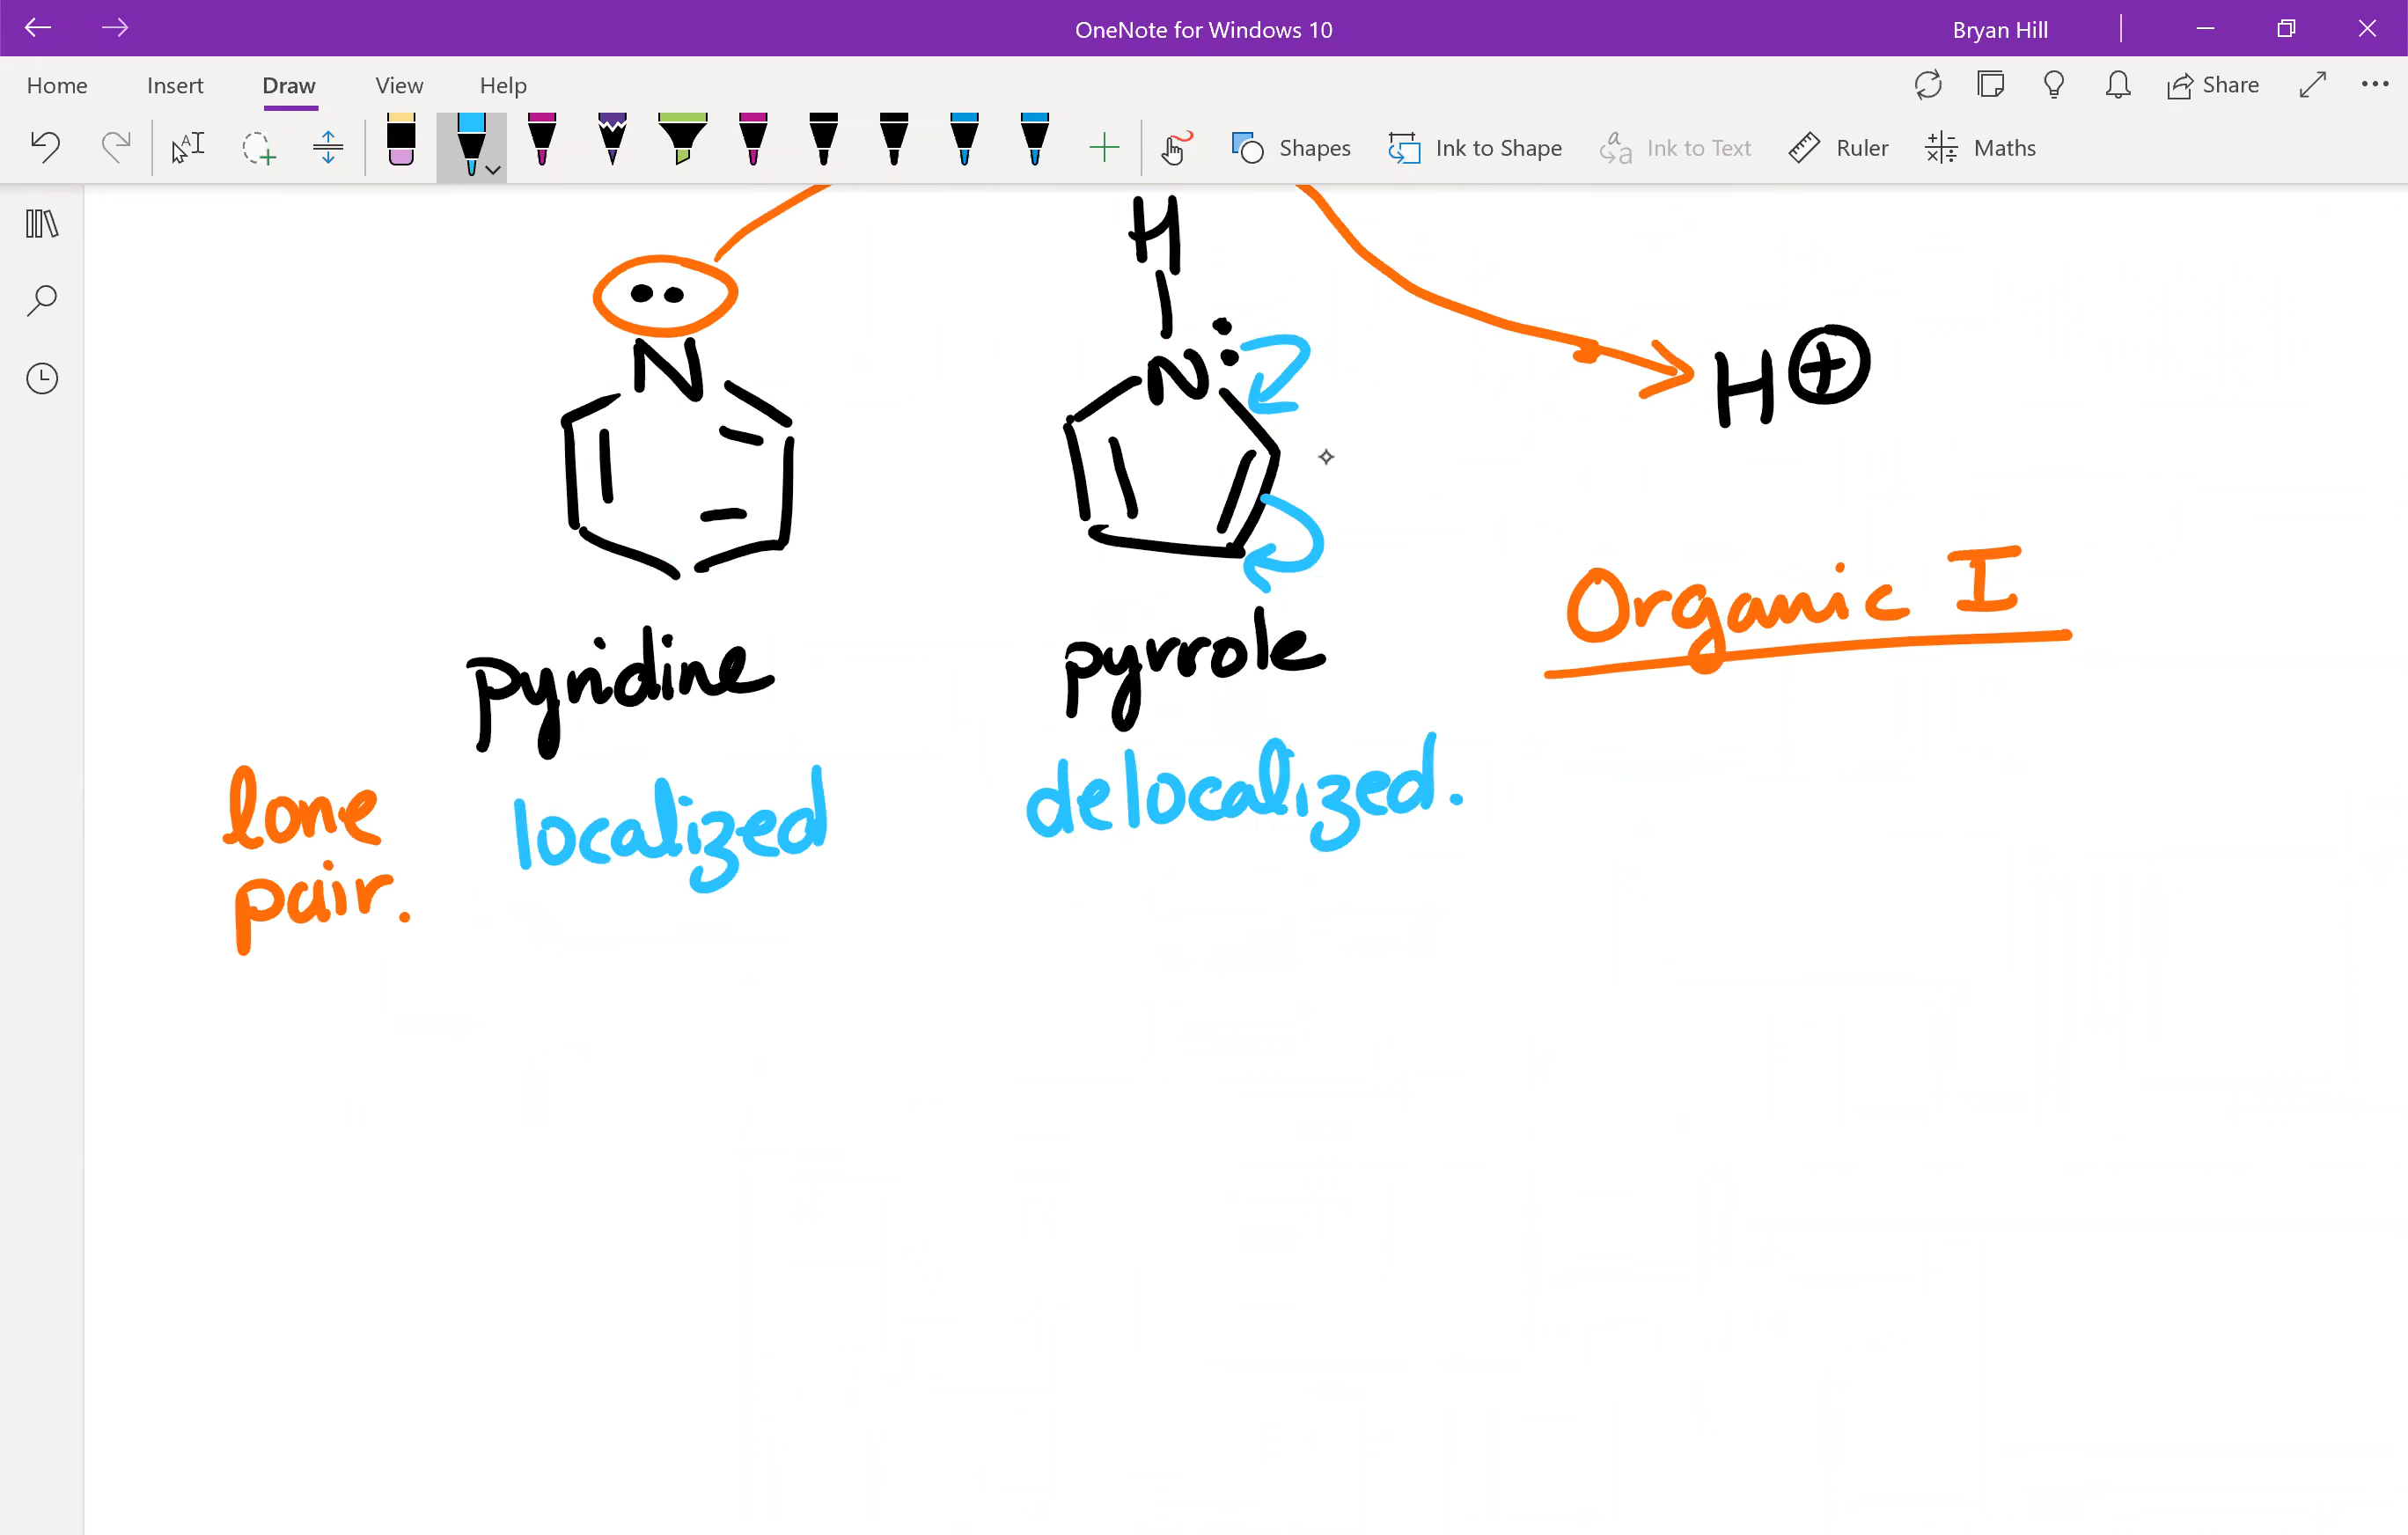 OneNote for Windows 10
Bryan Hill
Home Insert Draw View Help
Share
Shapes Ink to Shape Ink to Text Ruler Maths
H
N
N
H +
Organic I
pyridine
pyrrole
lone
pair.
localized
delocalized.